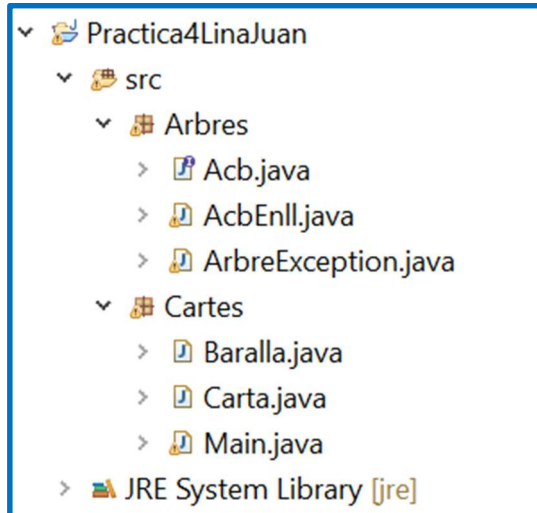 Practica4LinaJuan
src
Arbres
Acb.java
AcbEnll.java
ArbreException.java
Cartes
Baralla.java
Carta.java
Main.java
JRE System Library [jre]